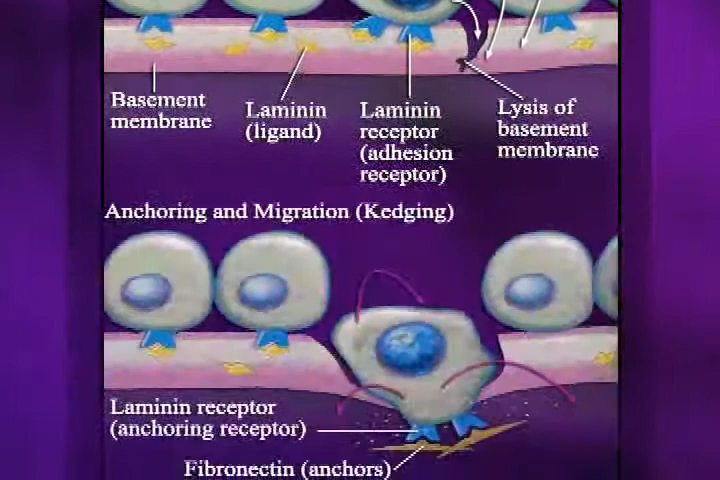 Basement
membrane
Laminin
(ligand)
Laminin
receptor
(adhesion
receptor)
Lysis of
basement
membrane
Anchoring and Migration (Kedging)
Laminin receptor
(anchoring receptor)
Fibronectin (anchors)